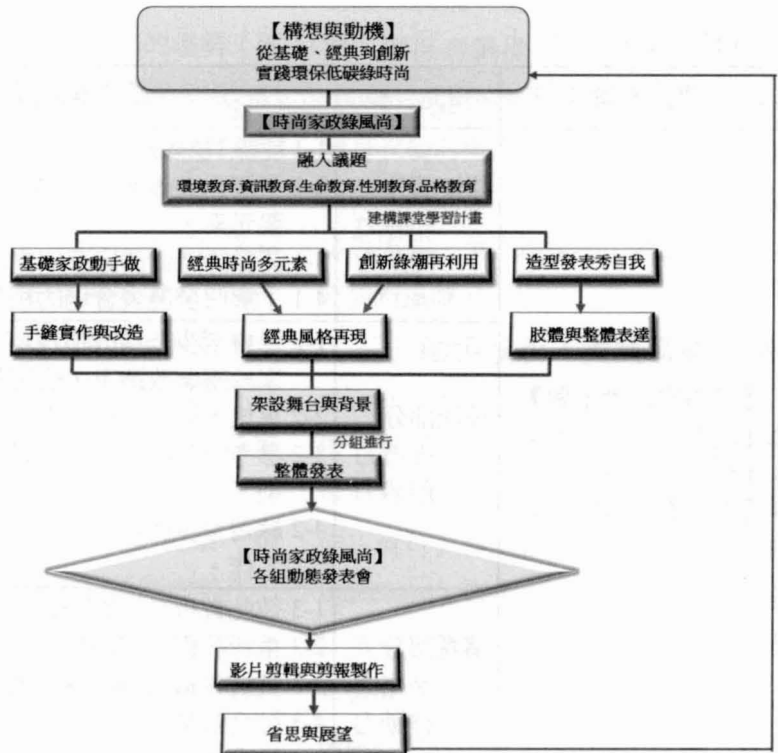 【構想與動機】
從基礎、經典到創新
實踐環保低碳綠時尚
【時尚家政綠風尚】
融入議題
環境教育.資訊教育.生命教育.性別教育.品格教育
建構課堂學習計畫
基礎家政動手做
經典時尚多元素
創新綠潮再利用
造型發表秀自我
手縫實作與改造
經典風格再現
肢體與整體表達
架設舞台與背景
分組進行
整體發表
【時尚家政綠風尚】
各組動態發表會
影片剪輯與剪報製作
省思與展望